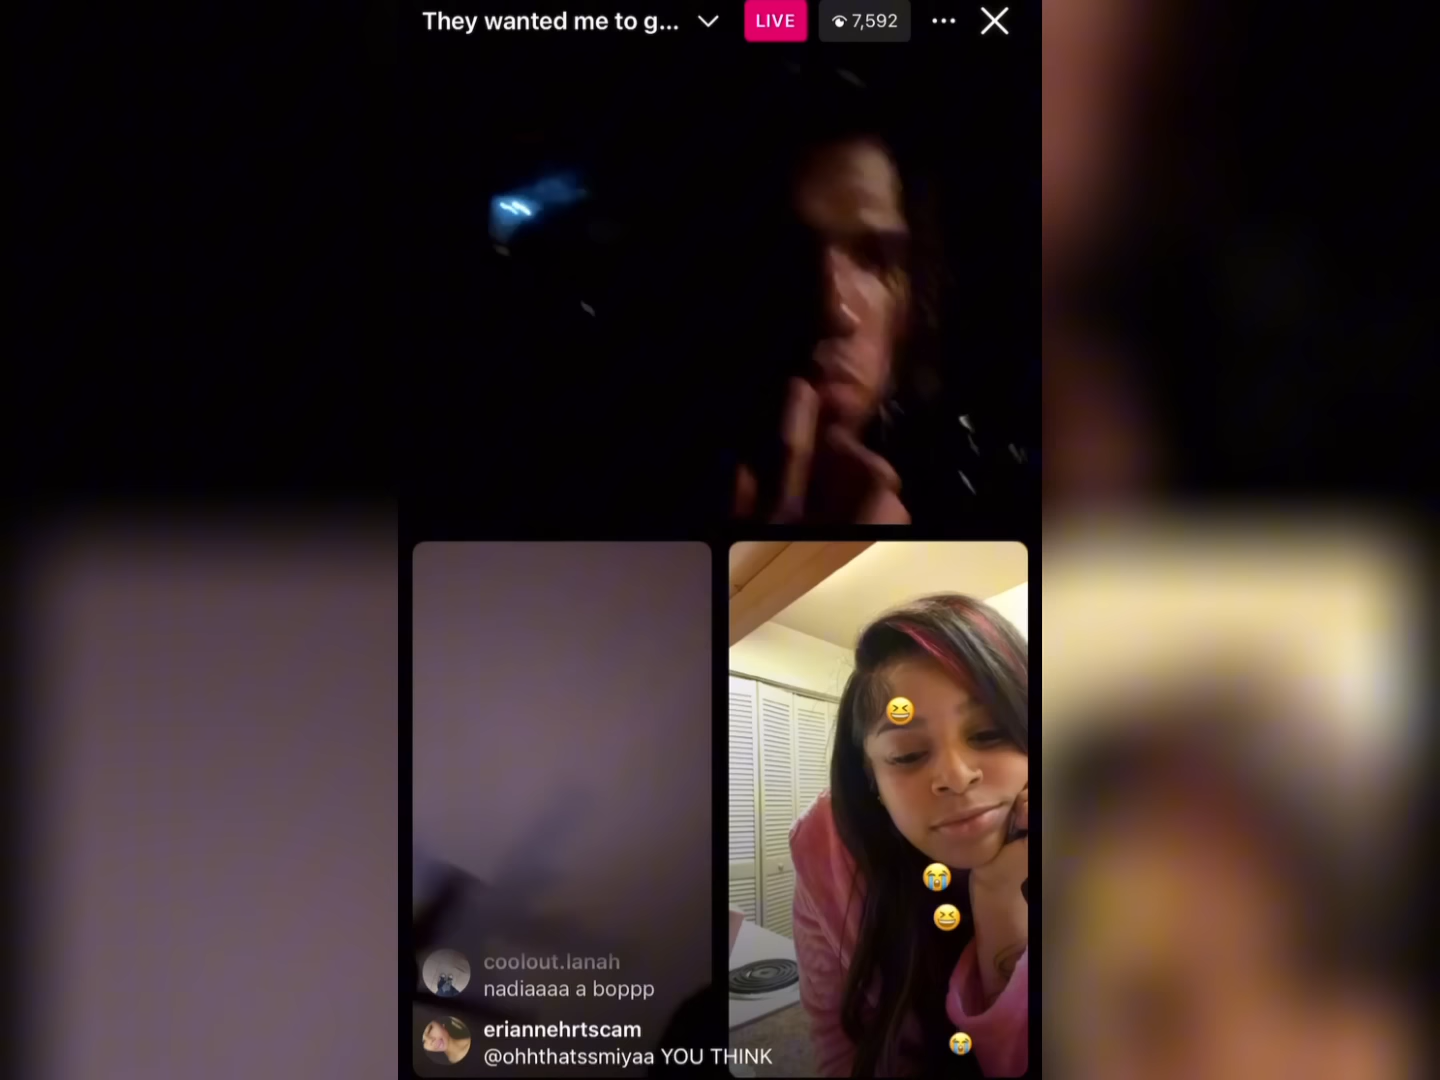 They wanted me to g...
LIVE
7,592
coolout.lanah
nadiaaaa a boppp
eriannehrtscam
@ohhthatssmiyaa YOU THINK